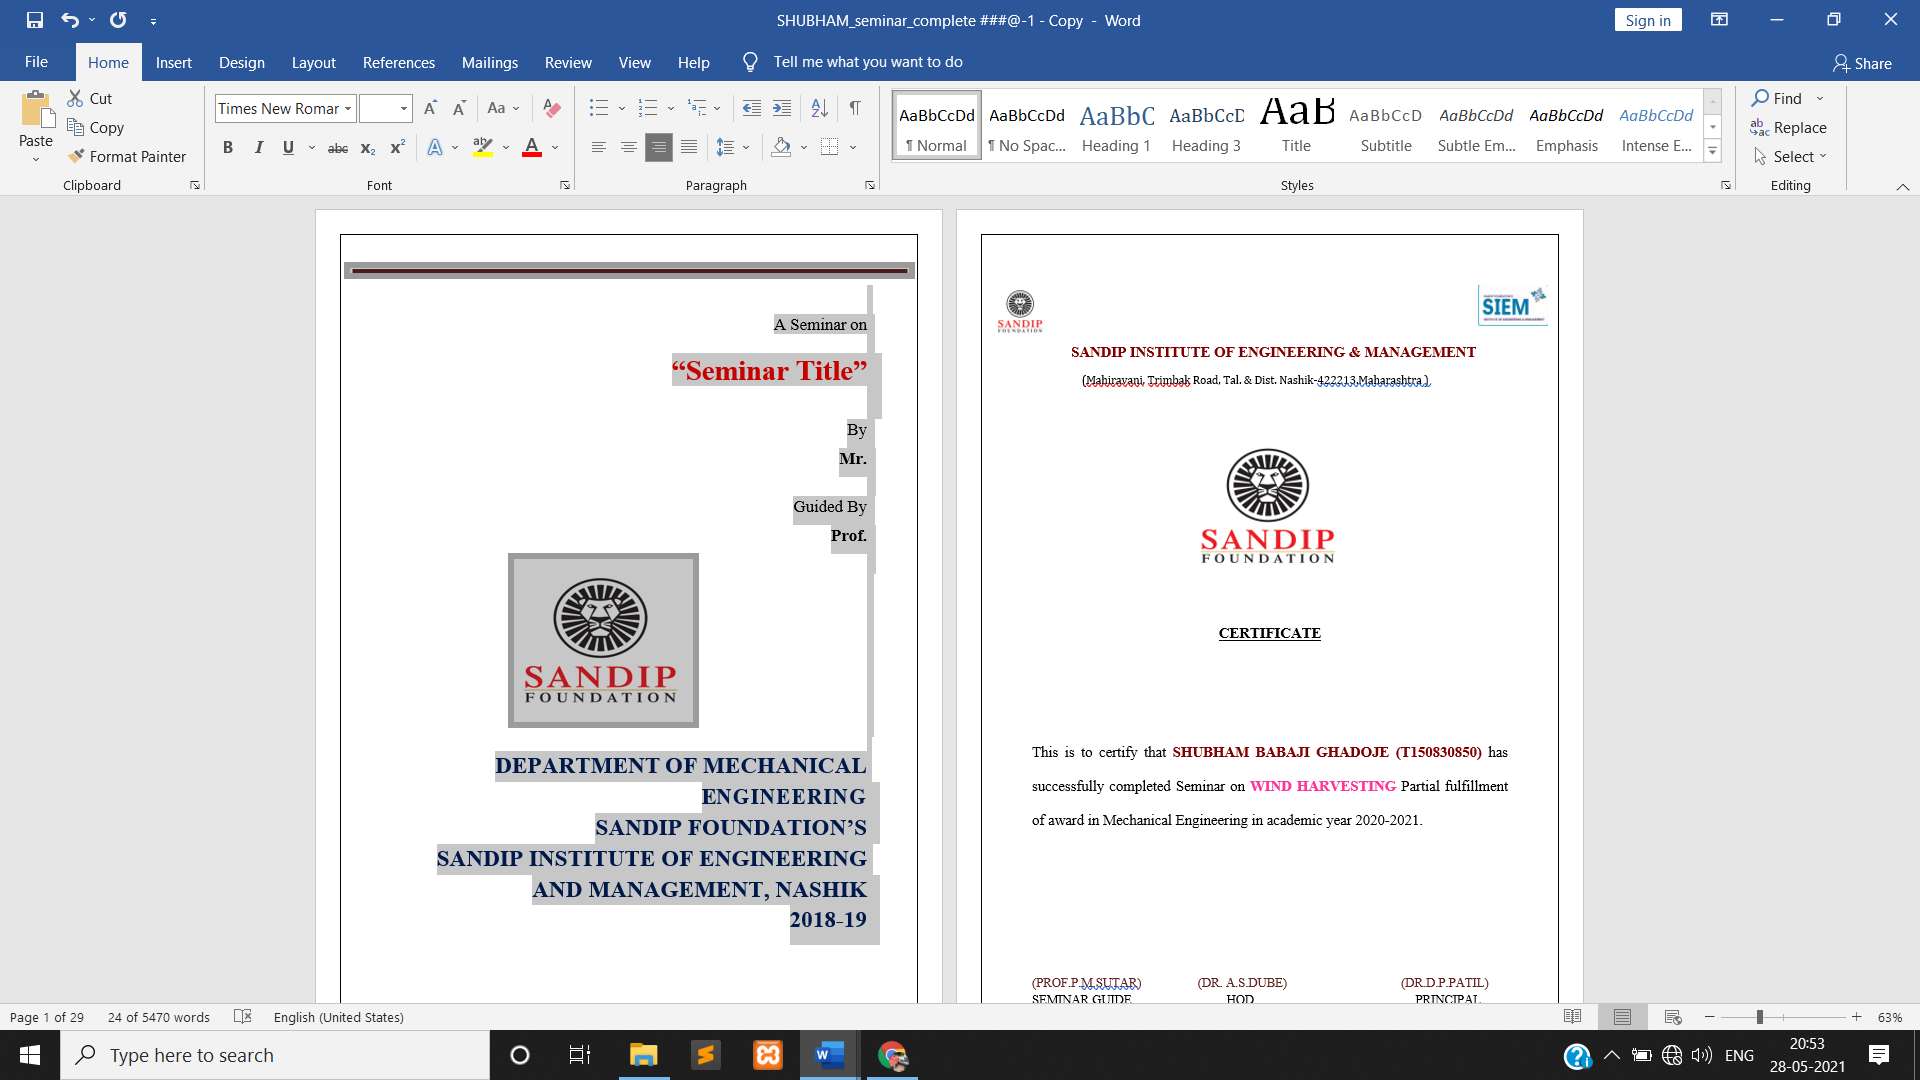 SHUBHAM_seminar_complete ###@-1 - Copy  -  Word
Sign in
File
Home
Insert
Design
Layout
References
Mailings
Review
View
Help
Tell me what you want to do
Share
Paste
Cut
Copy
Format Painter
Clipboard
Times New Romar
Aa
B I U abc x₂ x² A ab A
Font
Paragraph
AaBbCcDd AaBbCcDd AaBbC AaBbCcD AaB AaBbCcD AaBbCcDd AaBbCcDd AaBbCcDd
¶ Normal ¶ No Spac... Heading 1 Heading 3 Title Subtitle Subtle Em... Emphasis Intense E...
Styles
Find
Replace
Select
Editing
A Seminar on
“Seminar Title”
By
Mr.
Guided By
Prof.
SANDIP
FOUNDATION
DEPARTMENT OF MECHANICAL
ENGINEERING
SANDIP FOUNDATION’S
SANDIP INSTITUTE OF ENGINEERING
AND MANAGEMENT, NASHIK
2018-19
SANDIP
FOUNDATION
SIEM
SANDIP INSTITUTE OF ENGINEERING & MANAGEMENT
(Mahiravani, Trimbak Road, Tal. & Dist. Nashik-422213,Maharashtra.).
SANDIP
FOUNDATION
CERTIFICATE
This is to certify that SHUBHAM BABAJI GHADOJE (T150830850) has
successfully completed Seminar on WIND HARVESTING Partial fulfillment
of award in Mechanical Engineering in academic year 2020-2021.
(PROF.P.M.SUTAR) (DR. A.S.DUBE) (DR.D.P.PATIL)
SEMINAR GUIDE HOD PRINCIPAL
Page 1 of 29
24 of 5470 words
English (United States)
63%
Type here to search
ENG
20:53
28-05-2021